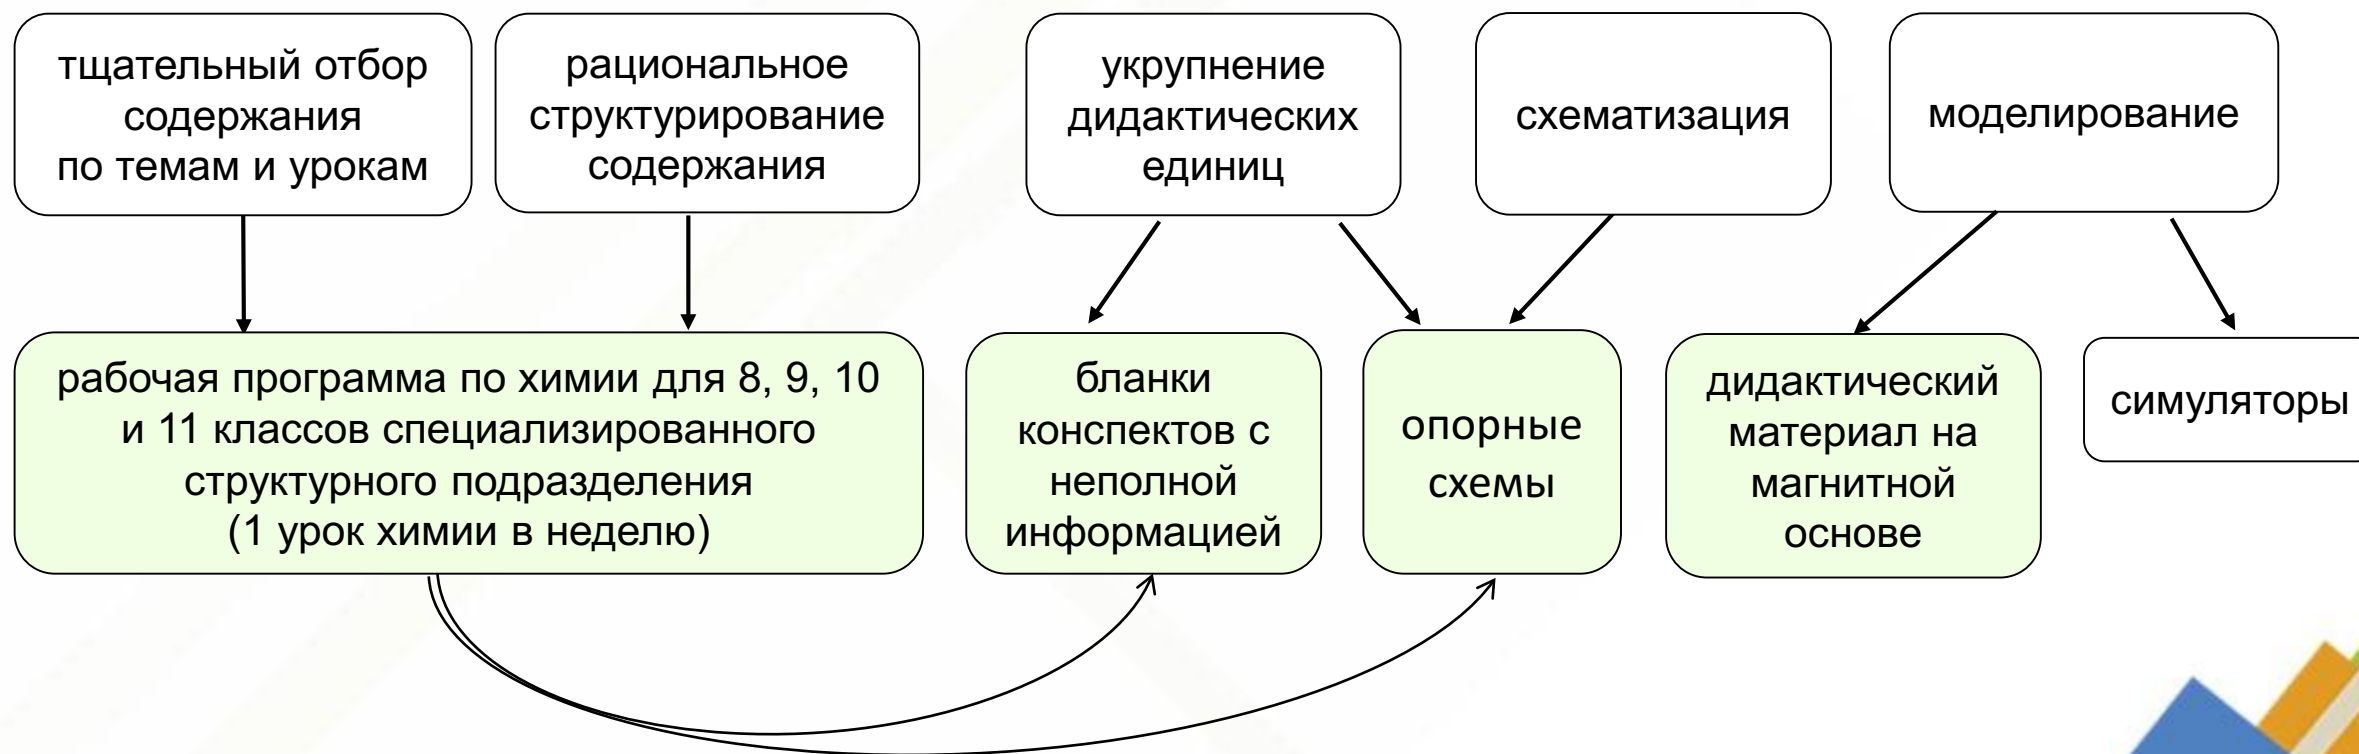 тщательный отбор
содержания
по темам и урокам
рациональное
структурирование
содержания
укрупнение
дидактических
единиц
схематизация
моделирование
рабочая программа по химии для 8, 9, 10
и 11 классов специализированного
структурного подразделения
(1 урок химии в неделю)
бланки
конспектов с
неполной
информацией
опорные
схемы
дидактический
материал на
магнитной
основе
симуляторы